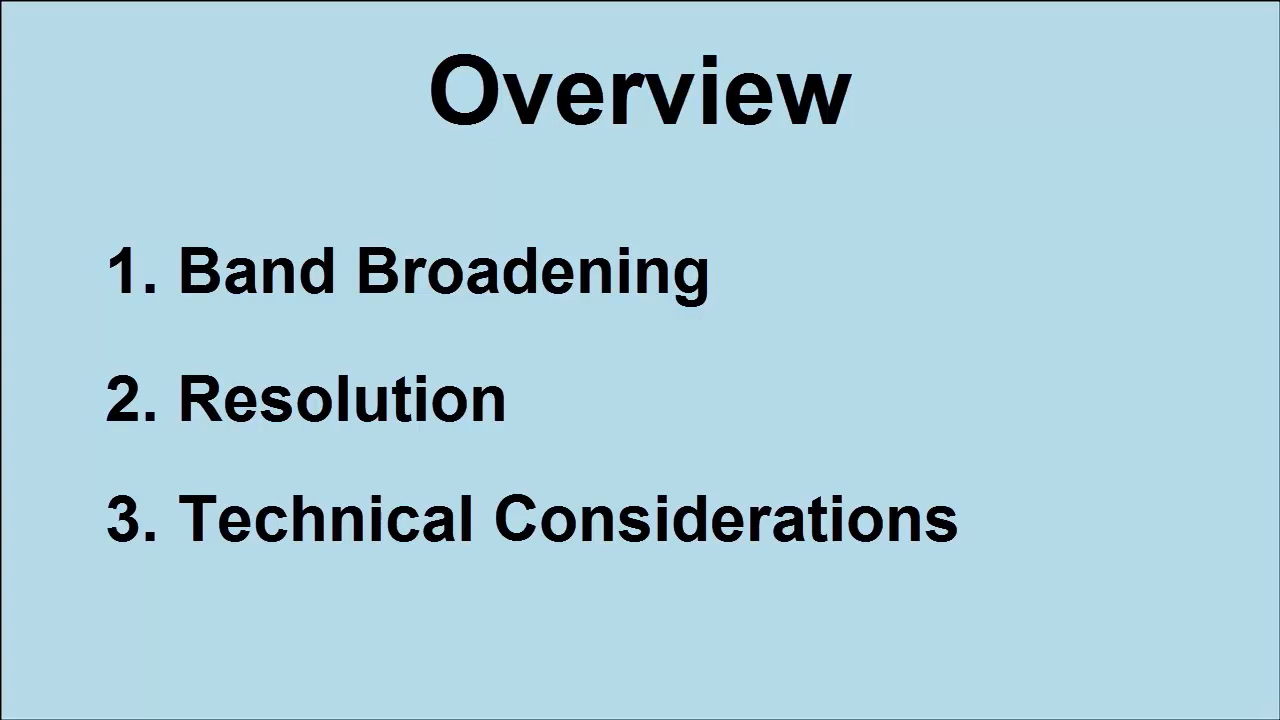 Overview
1. Band Broadening
2. Resolution
3. Technical Considerations